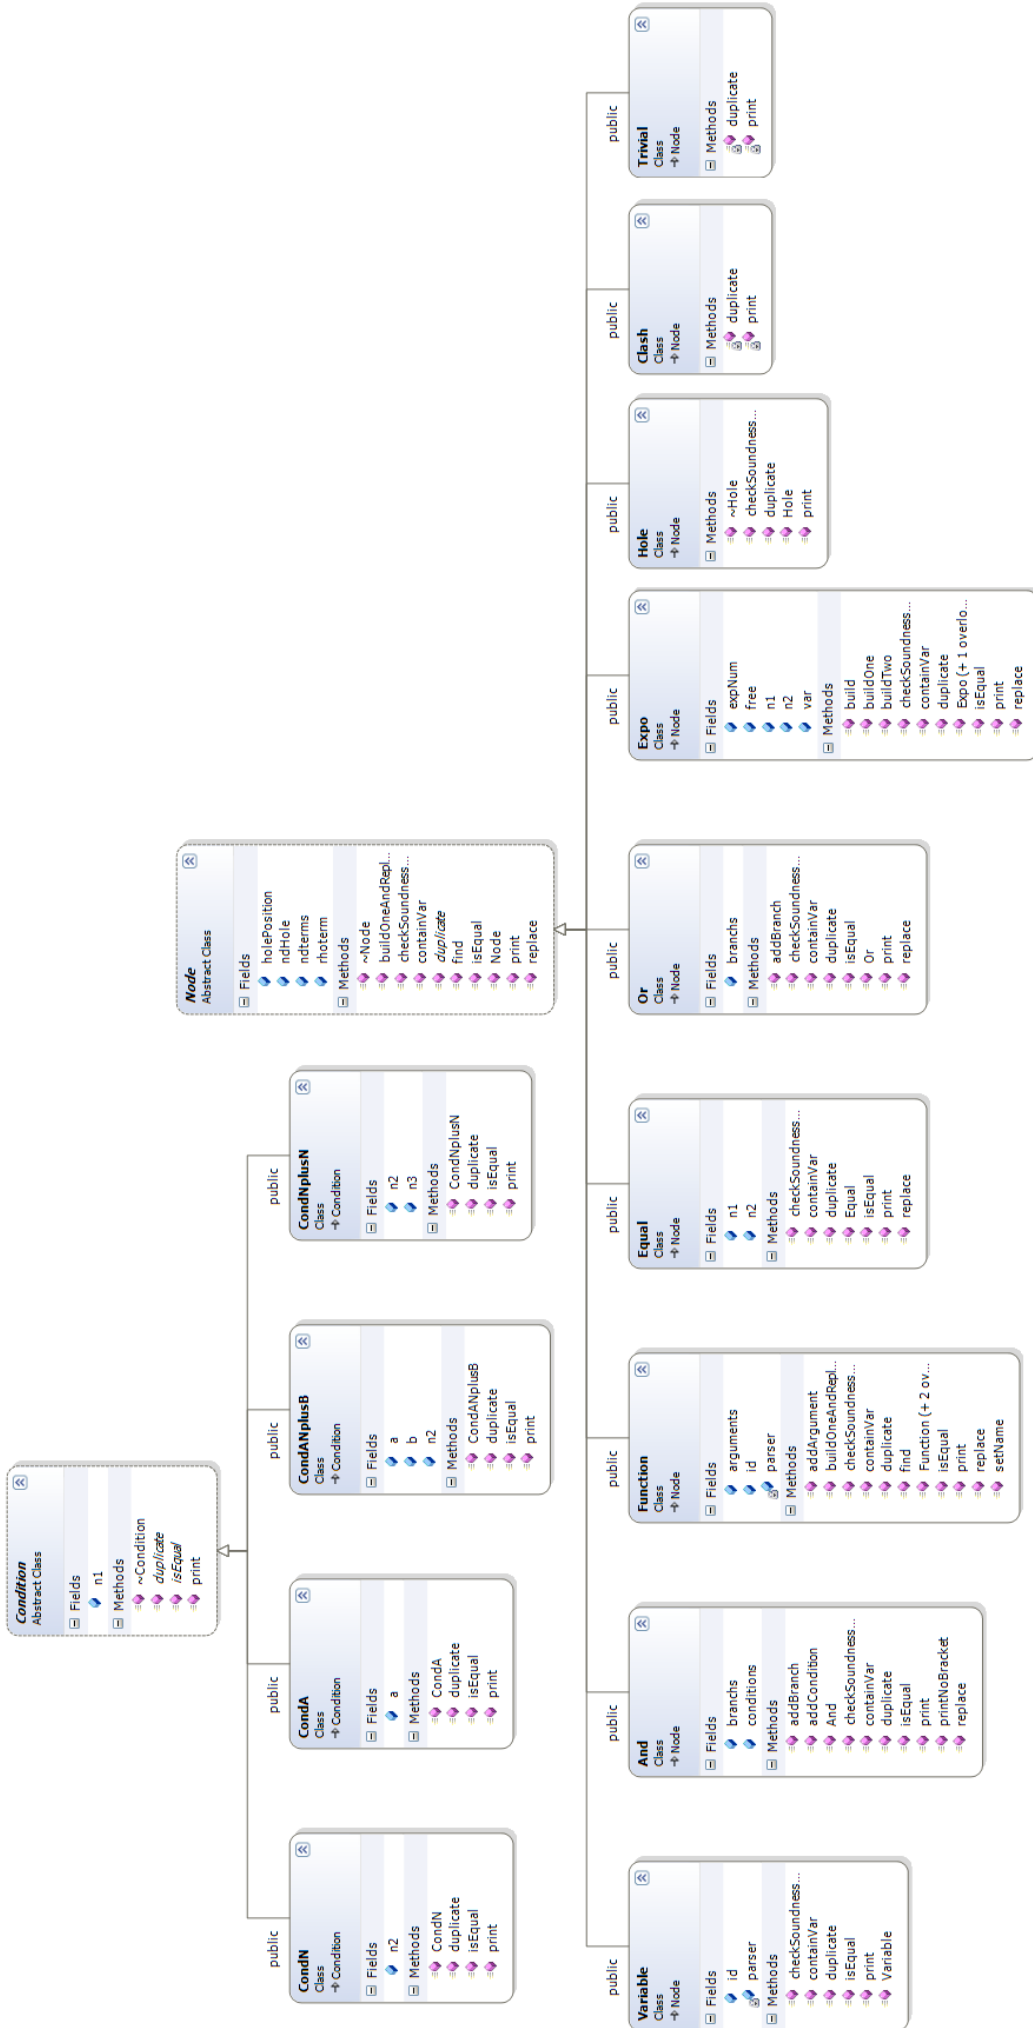 Condition
Abstract Class
Fields
n1
Methods
~Condition
duplicate
isEqual
print
public
public
public
public
CondN
Class
Condition
Fields
n2
Methods
CondN
duplicate
isEqual
print
CondA
Class
Condition
Fields
a
Methods
CondA
duplicate
isEqual
print
CondANplusB
Class
Condition
Fields
a
b
n2
Methods
CondANplusB
duplicate
isEqual
print
CondNplusN
Class
Condition
Fields
n2
n3
Methods
CondNplusN
duplicate
isEqual
print
Node
Abstract Class
Fields
holePosition
ndHole
ndterms
rhoterm
Methods
~Node
buildOneAndRepl...
checkSoundness...
containVar
duplicate
find
isEqual
Node
print
replace
public
public
public
public
public
public
public
public
public
Variable
Class
Node
Fields
id
parser
Methods
checkSoundness...
containVar
duplicate
isEqual
print
Variable
And
Class
Node
Fields
branchs
conditions
Methods
addBranch
addCondition
And
checkSoundness...
containVar
duplicate
isEqual
print
printNoBracket
replace
Function
Class
Node
Fields
arguments
id
parser
Methods
addArgument
buildOneAndRepl...
checkSoundness...
containVar
duplicate
find
Function (+ 2 ov...
isEqual
print
replace
setName
Equal
Class
Node
Fields
n1
n2
Methods
checkSoundness...
containVar
duplicate
Equal
isEqual
print
replace
Or
Class
Node
Fields
branchs
Methods
addBranch
checkSoundness...
containVar
duplicate
isEqual
Or
print
replace
Expo
Class
Node
Fields
expNum
free
n1
n2
var
Methods
build
buildOne
buildTwo
checkSoundness...
containVar
duplicate
Expo (+ 1 overlo...
isEqual
print
replace
Hole
Class
Node
Methods
~Hole
checkSoundness...
duplicate
Hole
print
Clash
Class
Node
Methods
duplicate
print
Trivial
Class
Node
Methods
duplicate
print